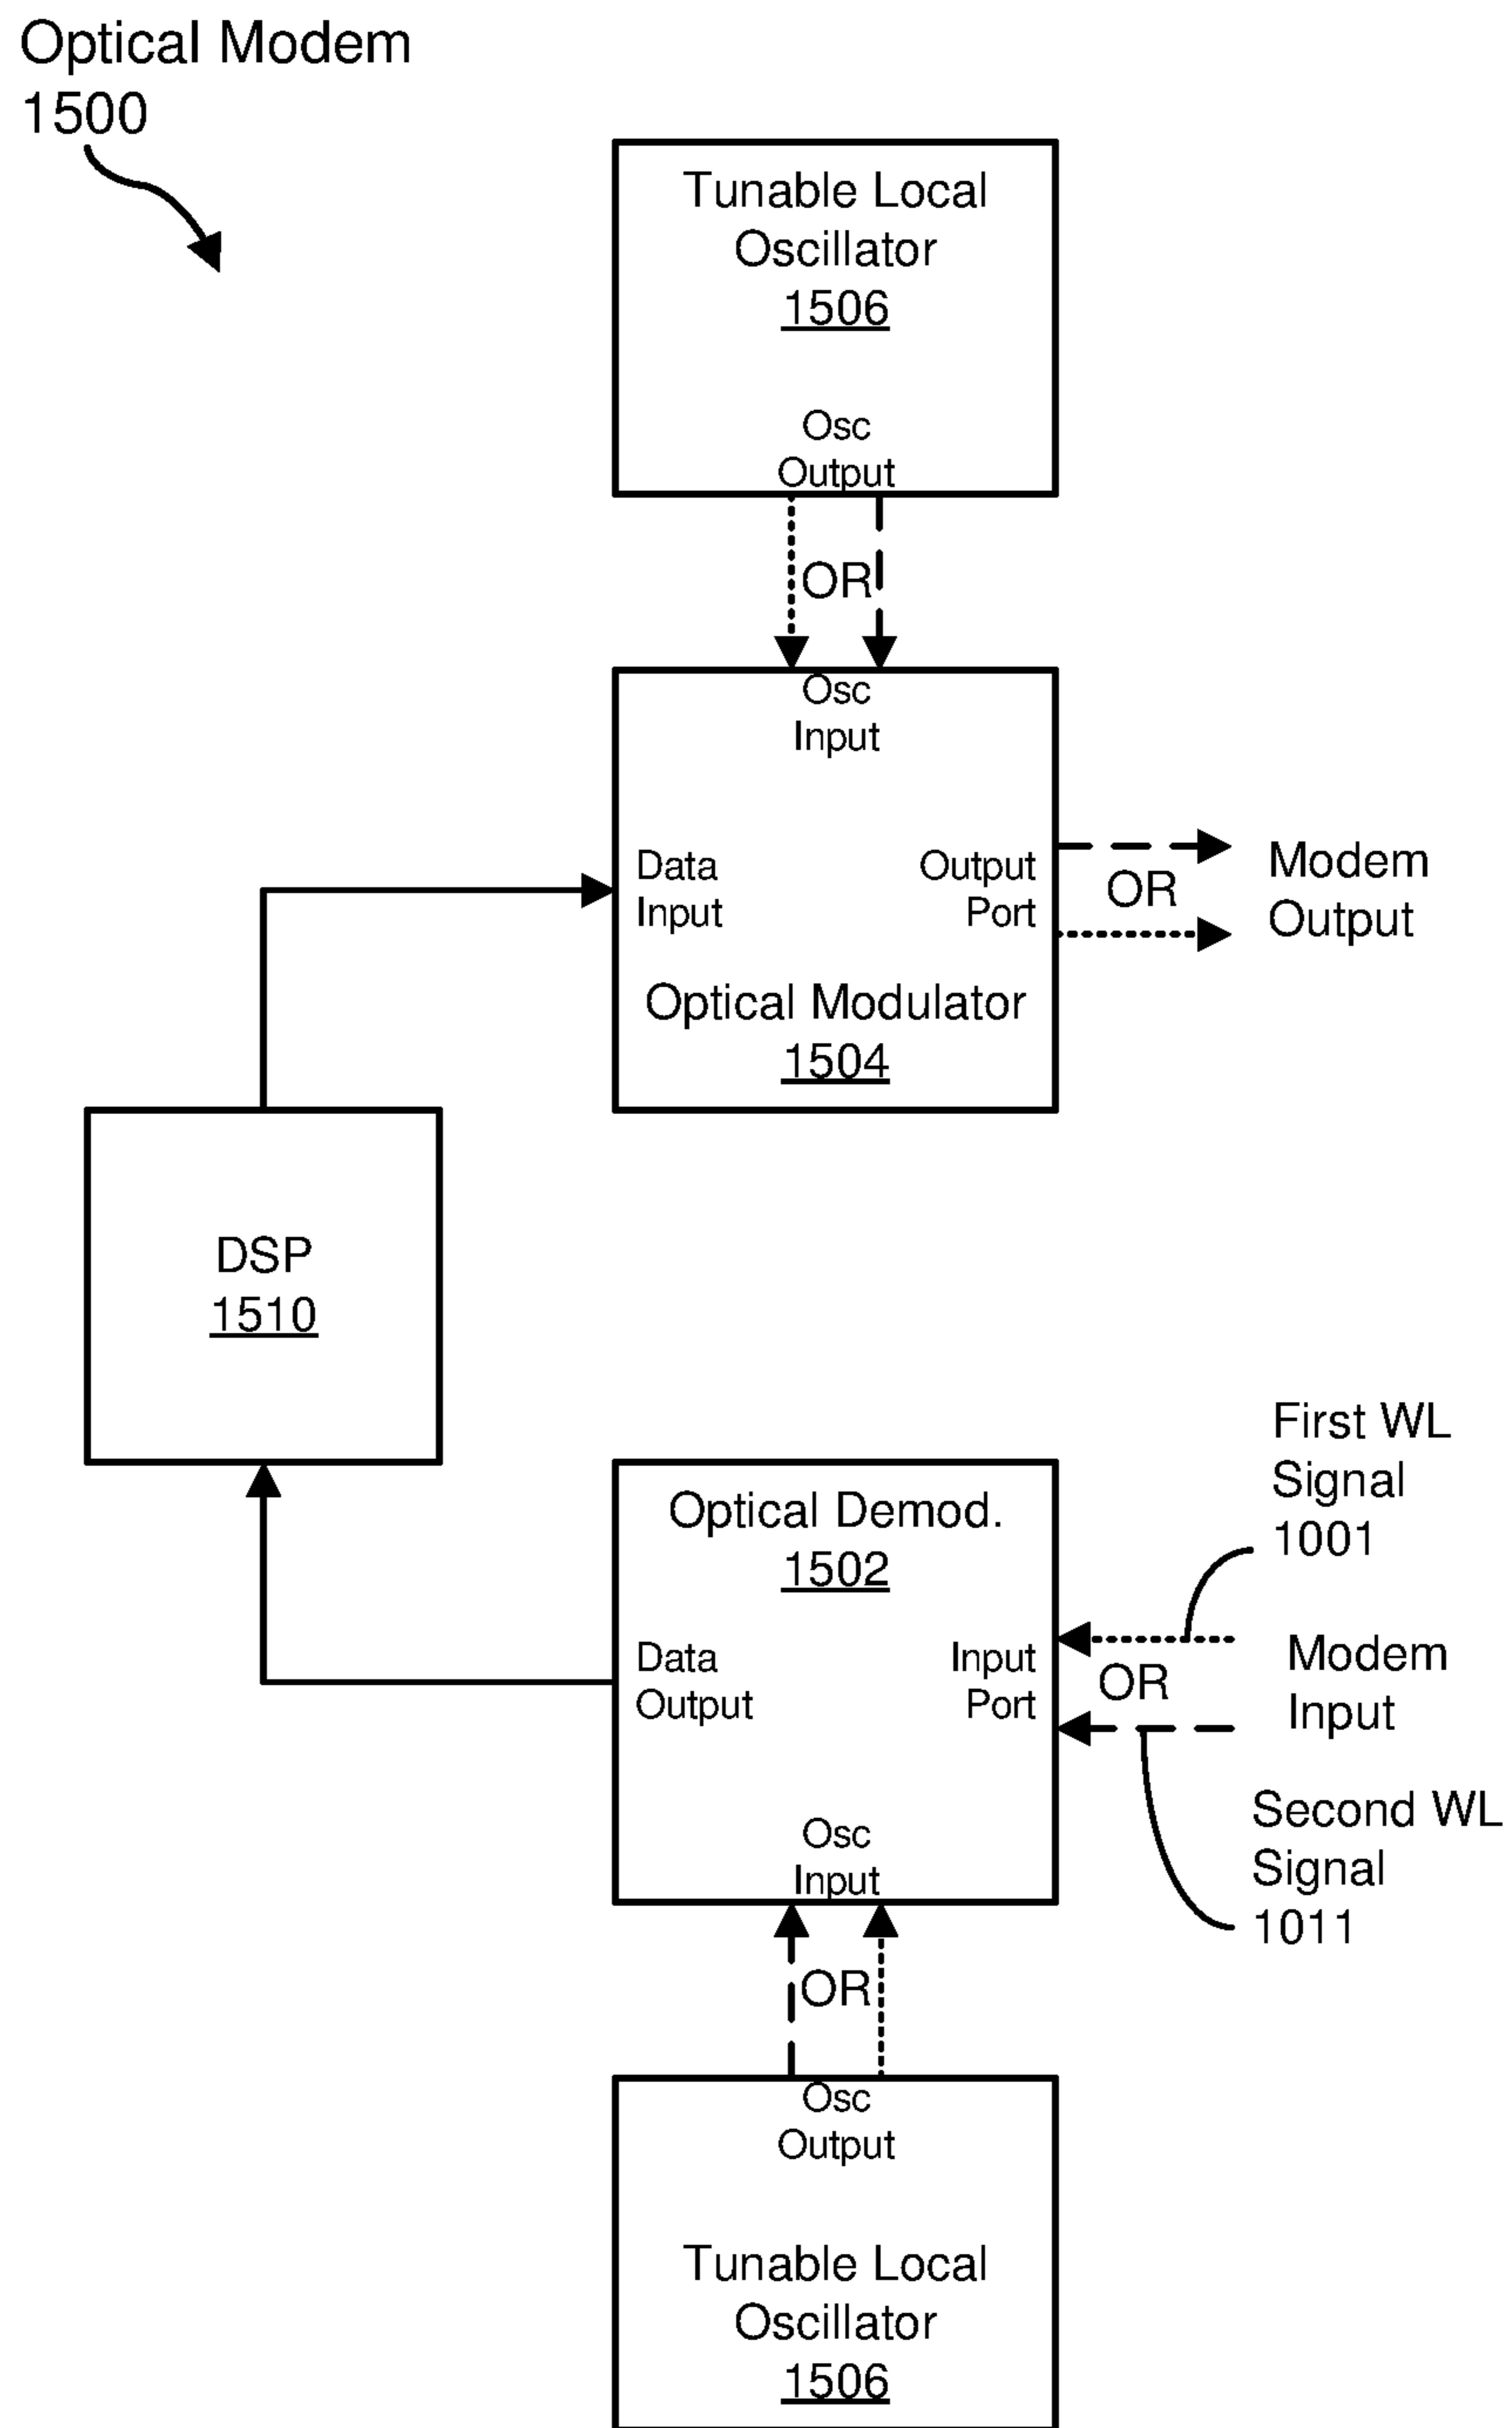 Optical Modem
1500
Tunable Local
Oscillator
1506
Osc
Output
OR
Osc
Input
Data
Input
Output
Port
OR
Modem
Output
Optical Modulator
1504
DSP
1510
First WL
Signal
1001
Optical Demod.
1502
Data
Output
Input
Port
OR
Modem
Input
Second WL
Signal
1011
Osc
Input
OR
Osc
Output
Tunable Local
Oscillator
1506